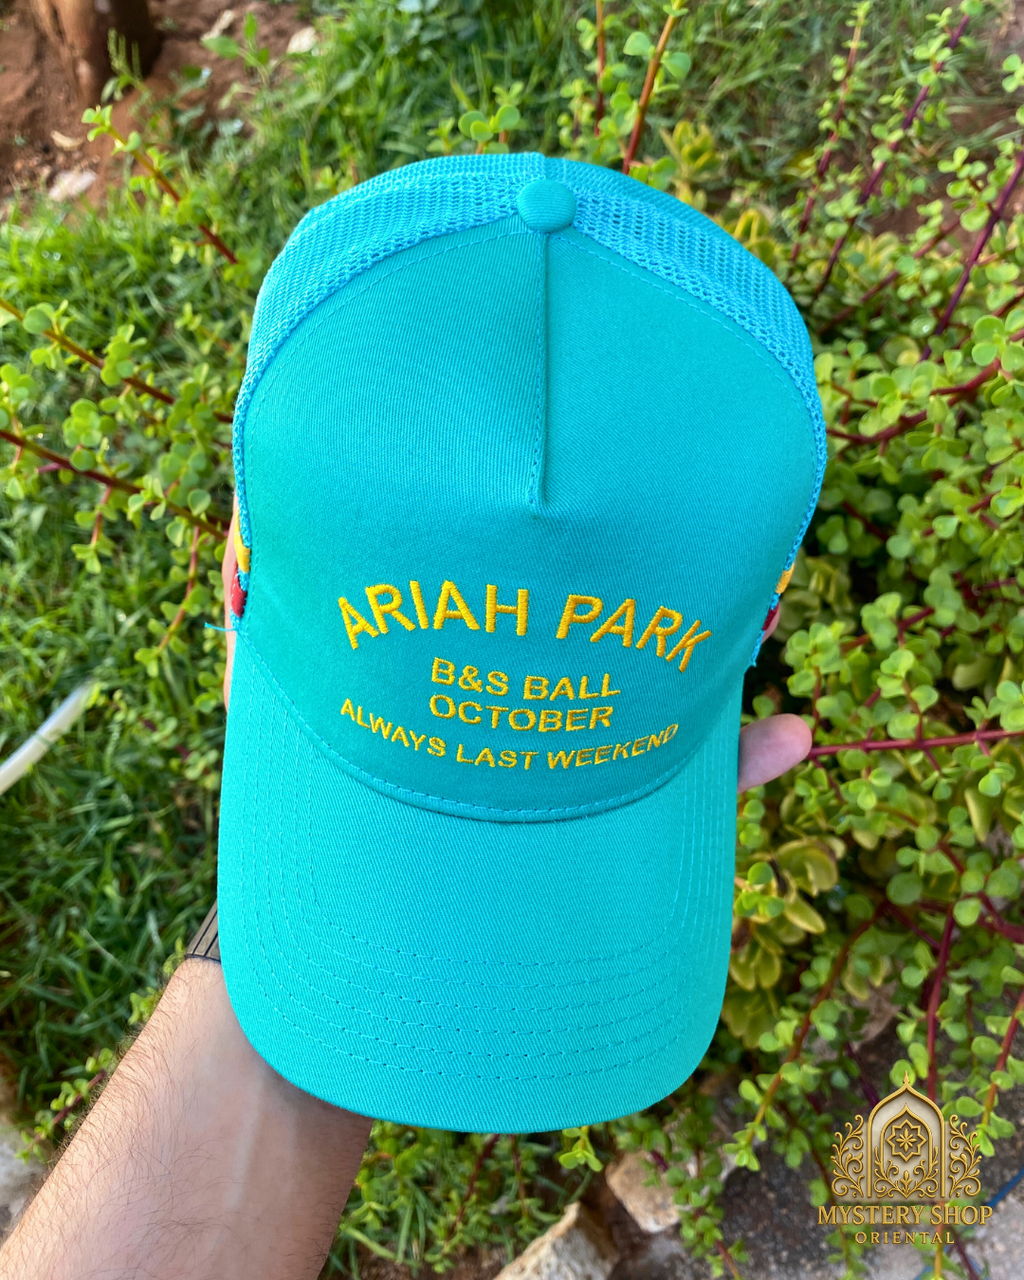 ARIAH PARK
B&S BALL
OCTOBER
ALWAYS LAST WEEKEND
MYSTERY SHOP
ORIENTAL